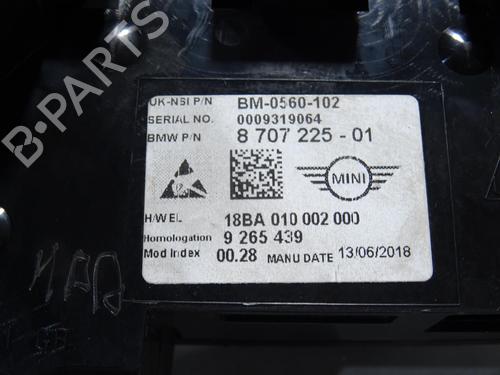 UK-NSI P/N BM-0560-102
SERIAL NO. 0009319064
BMW P/N 8 707 225 - 01
MINI
H/W EL 18BA 010 002 000
Homologation 9 265 439
Mod Index 00.28 MANU DATE 13/06/2018